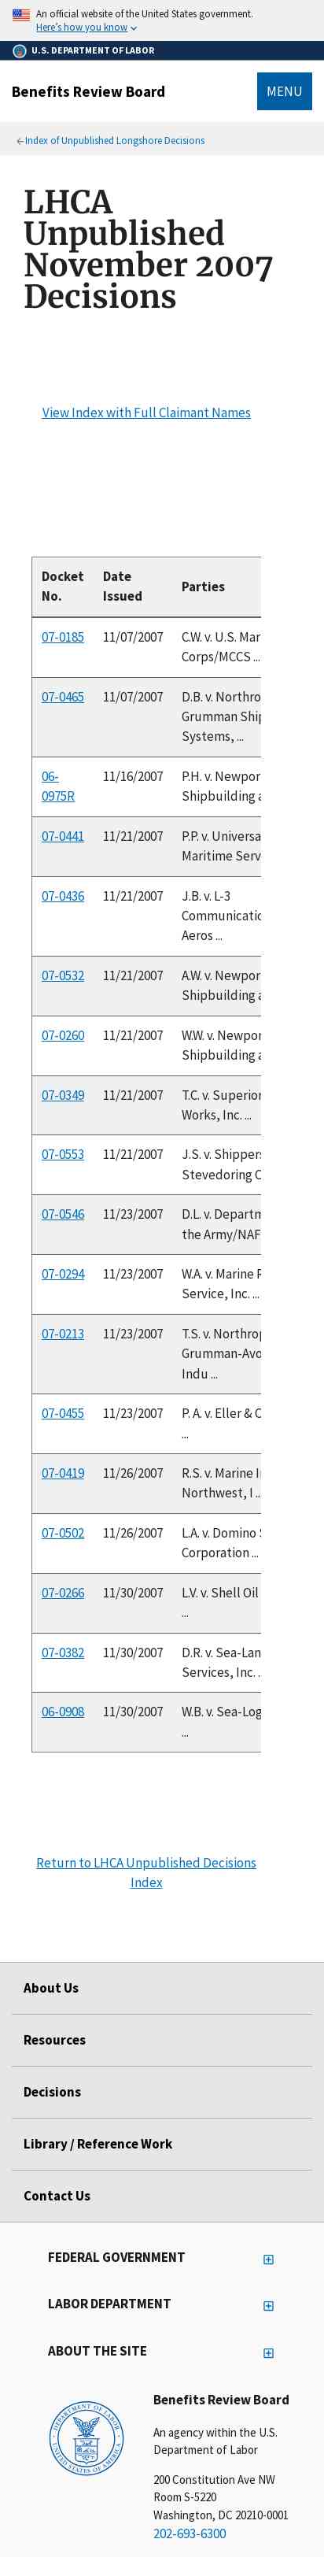 An official website of the United States government.
Here's how you know
U.S. DEPARTMENT OF LABOR
Benefits Review Board
MENU
Index of Unpublished Longshore Decisions
LHCA
Unpublished
November 2007
Decisions
View Index with Full Claimant Names
Docket No. Date Issued Parties
07-0185 11/07/2007 C.W. v. U.S. Mar
Corps/MCCS ...
07-0465 11/07/2007 D.B. v. Northro
Grumman Ship
Systems, ...
06-0975R 11/16/2007 P.H. v. Newpor
Shipbuilding a
07-0441 11/21/2007 P.P. v. Universa
Maritime Serv
07-0436 11/21/2007 J.B. v. L-3
Communicatio
Aeros ...
07-0532 11/21/2007 A.W. v. Newpor
Shipbuilding a
07-0260 11/21/2007 W.W. v. Newpor
Shipbuilding a
07-0349 11/21/2007 T.C. v. Superior
Works, Inc. ...
07-0553 11/21/2007 J.S. v. Shippers
Stevedoring C
07-0546 11/23/2007 D.L. v. Departm
the Army/NAF
07-0294 11/23/2007 W.A. v. Marine R
Service, Inc. ...
07-0213 11/23/2007 T.S. v. Northrop
Grumman-Avo
Indu ...
07-0455 11/23/2007 P. A. v. Eller & C
...
07-0419 11/26/2007 R.S. v. Marine In
Northwest, I ...
07-0502 11/26/2007 L.A. v. Domino S
Corporation ...
07-0266 11/30/2007 L.V. v. Shell Oil
...
07-0382 11/30/2007 D.R. v. Sea-Lan
Services, Inc. ..
06-0908 11/30/2007 W.B. v. Sea-Log
...
Return to LHCA Unpublished Decisions
Index
About Us
Resources
Decisions
Library / Reference Work
Contact Us
FEDERAL GOVERNMENT
LABOR DEPARTMENT
ABOUT THE SITE
DEPARTMENT OF LABOR
UNITED STATES OF AMERICA
Benefits Review Board
An agency within the U.S.
Department of Labor
200 Constitution Ave NW
Room S-5220
Washington, DC 20210-0001
202-693-6300